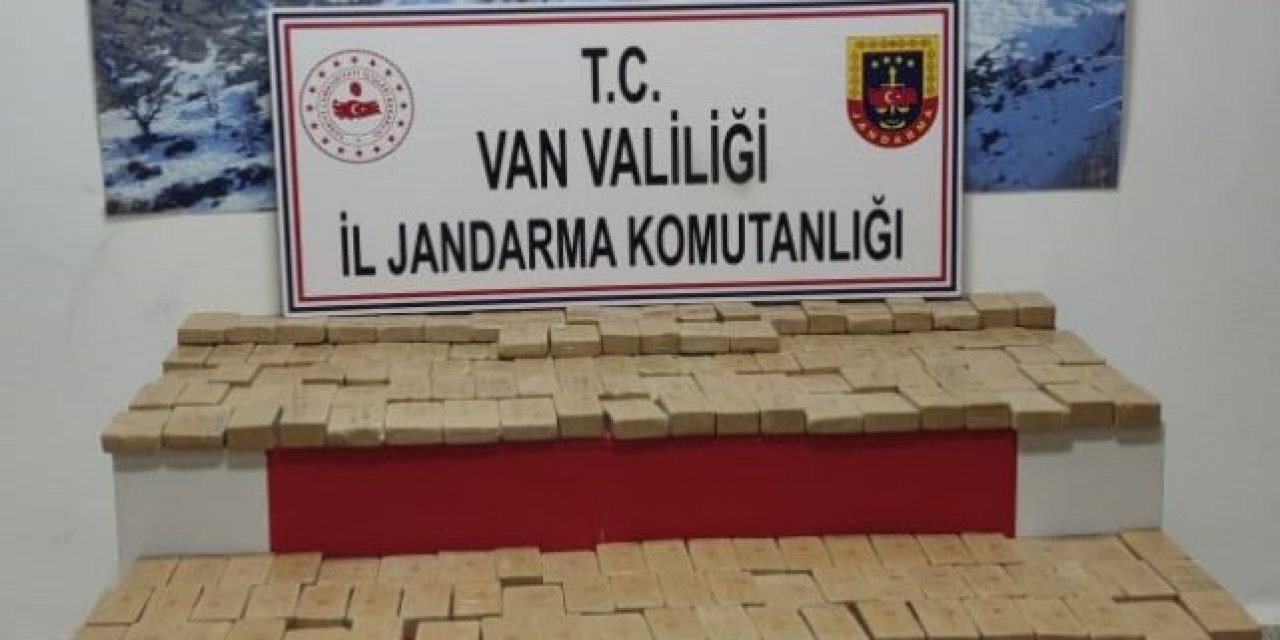 T.C.
VAN VALİLİĞİ
İL JANDARMA KOMUTANLIĞI
JANDARMA